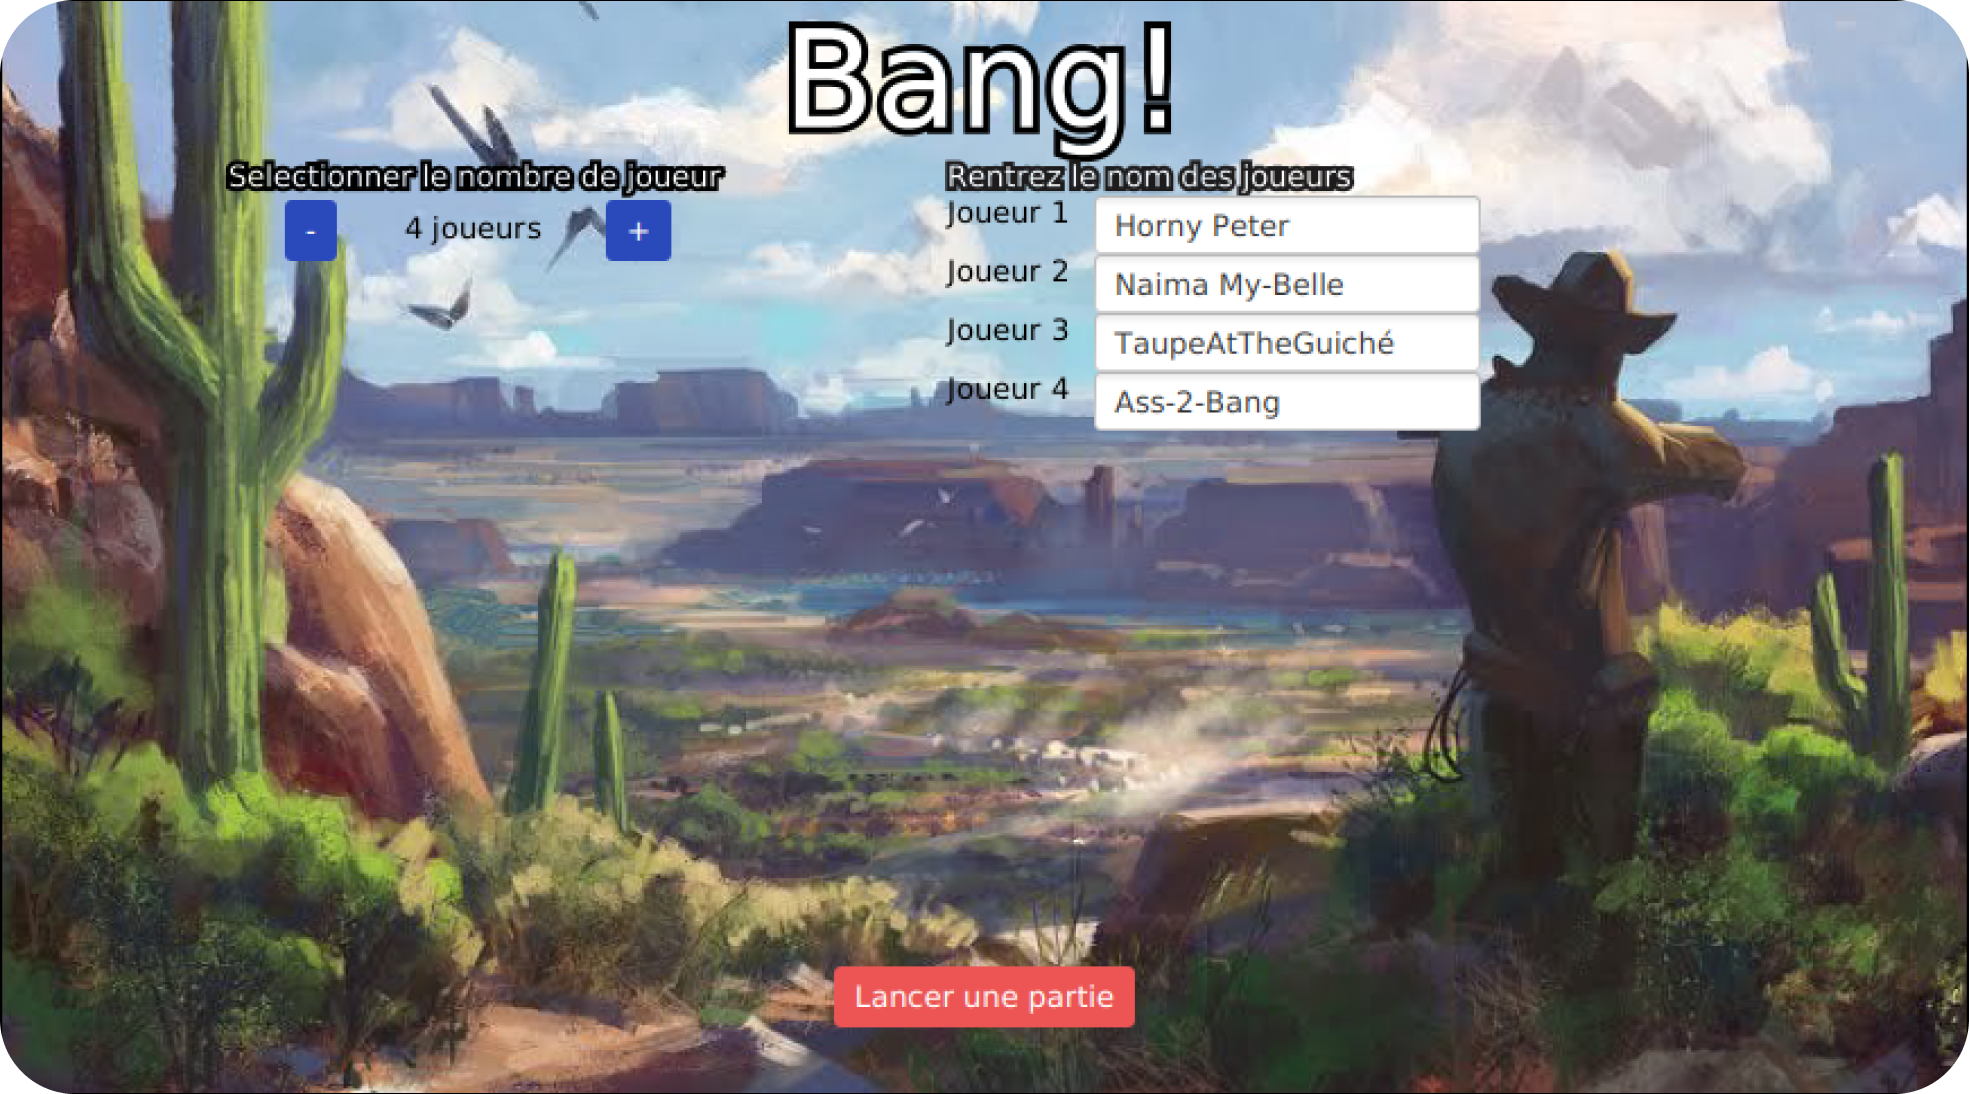 Bang!
Selectionner le nombre de joueur
- 4 joueurs +
Rentrez le nom des joueurs
Joueur 1 Horny Peter
Joueur 2 Naima My-Belle
Joueur 3 TaupeAtTheGuiché
Joueur 4 Ass-2-Bang
Lancer une partie